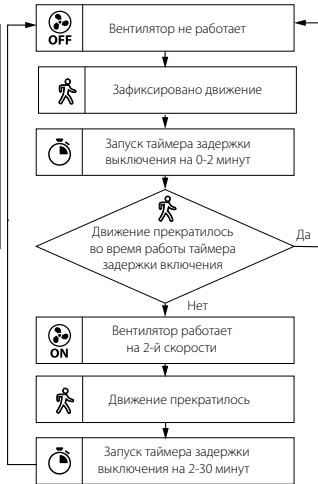 OFF
Вентилятор не работает
Зафиксировано движение
Запуск таймера задержки
выключения на 0-2 минут
Движение прекратилось
во время работы таймера
задержки включения
Да
Нет
ON
Вентилятор работает
на 2-й скорости
Движение прекратилось
Запуск таймера задержки
выключения на 2-30 минут